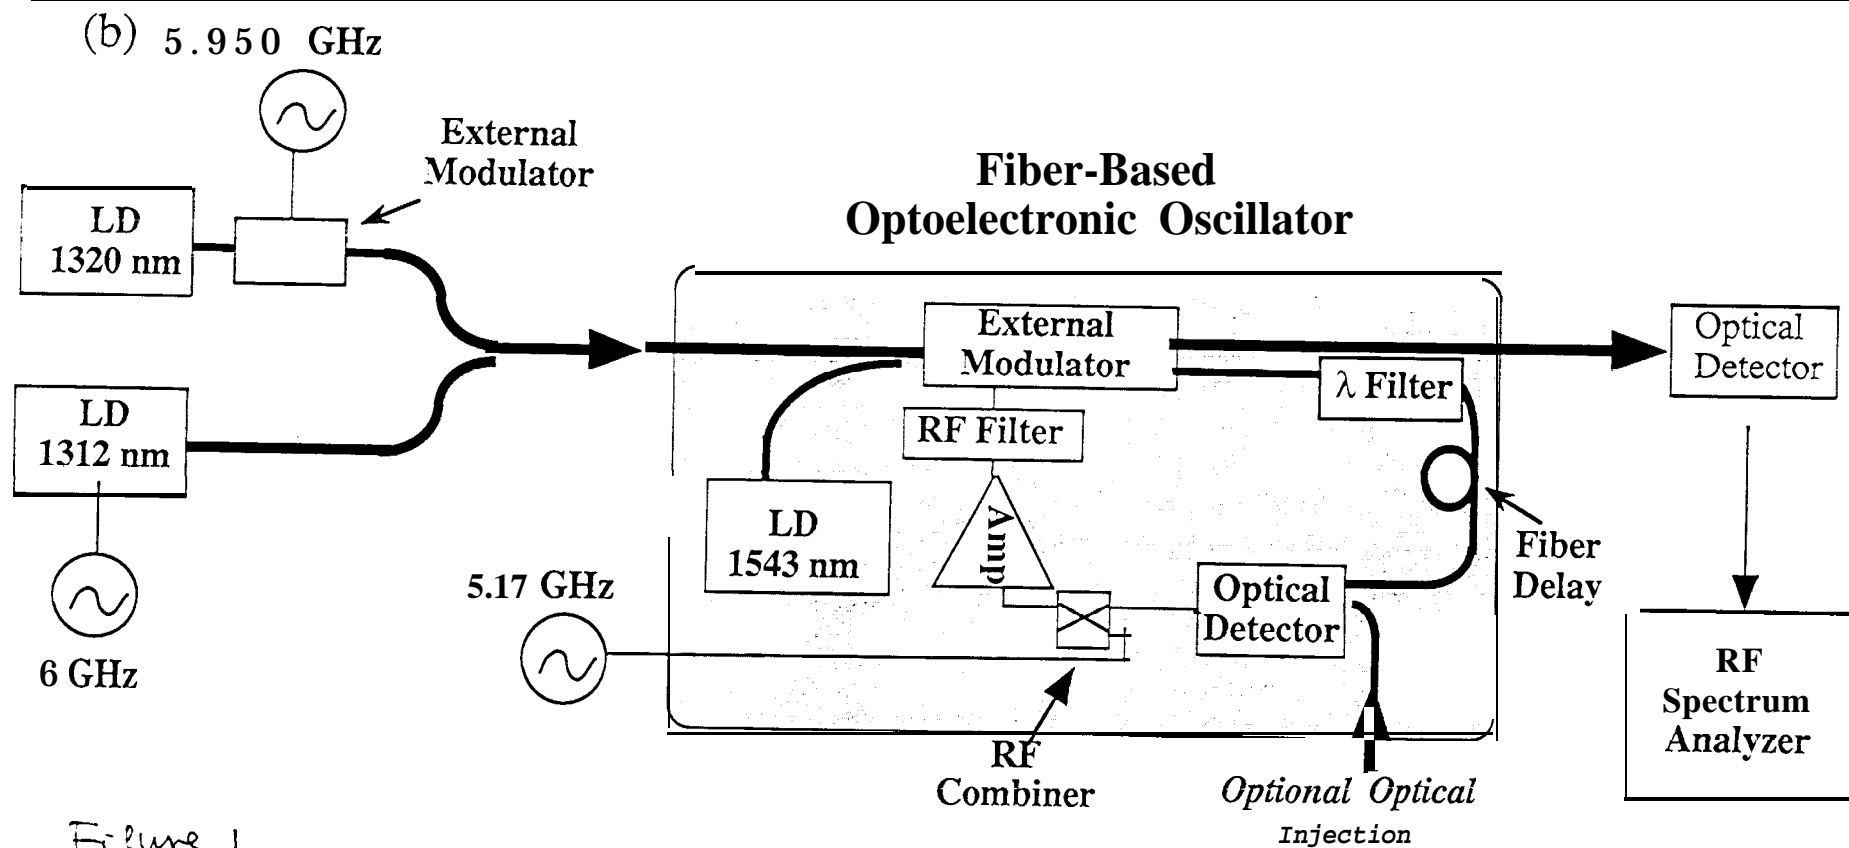 (b) 5.950 GHz
External
Modulator
LD
1320 nm
Fiber-Based
Optoelectronic Oscillator
External
Modulator
Optical
Detector
λ Filter
LD
1312 nm
RF Filter
Amp
LD
1543 nm
Fiber
Delay
5.17 GHz
Optical
Detector
6 GHz
RF
Spectrum
Analyzer
RF
Combiner
Optional Optical
Injection
Figure 1